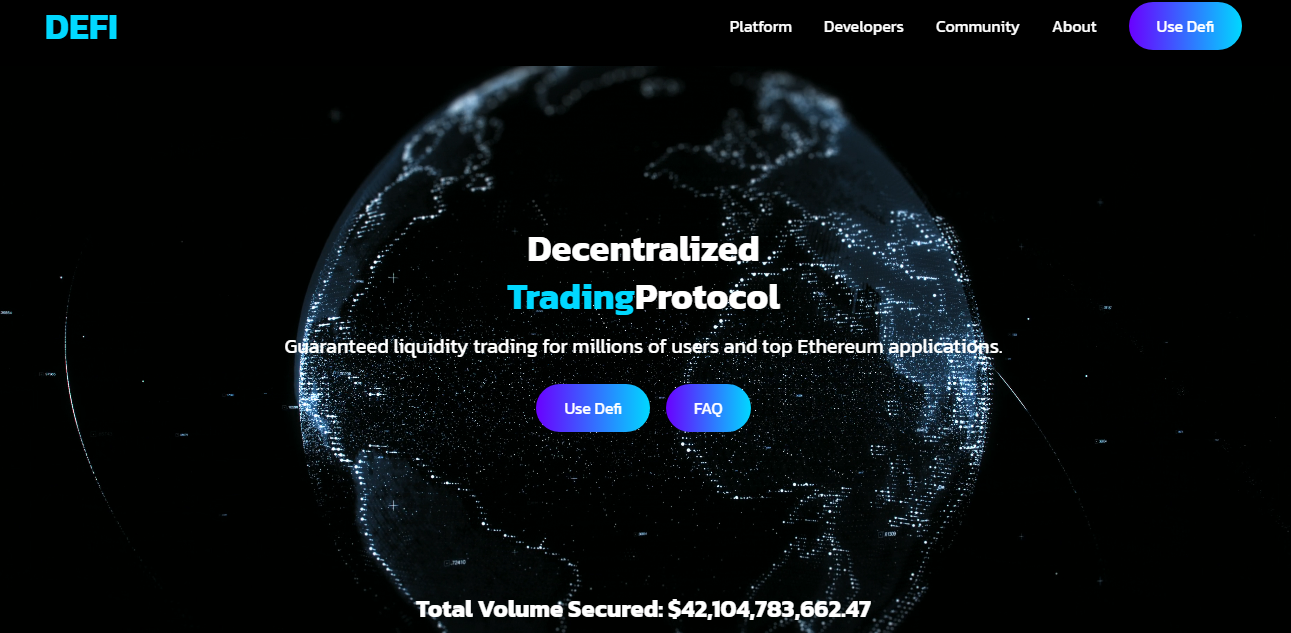 DEFI
Platform Developers Community About Use Defi
Decentralized
TradingProtocol
Guaranteed liquidity trading for millions of users and top Ethereum applications.
Use Defi FAQ
Total Volume Secured: $42,104,783,662.47